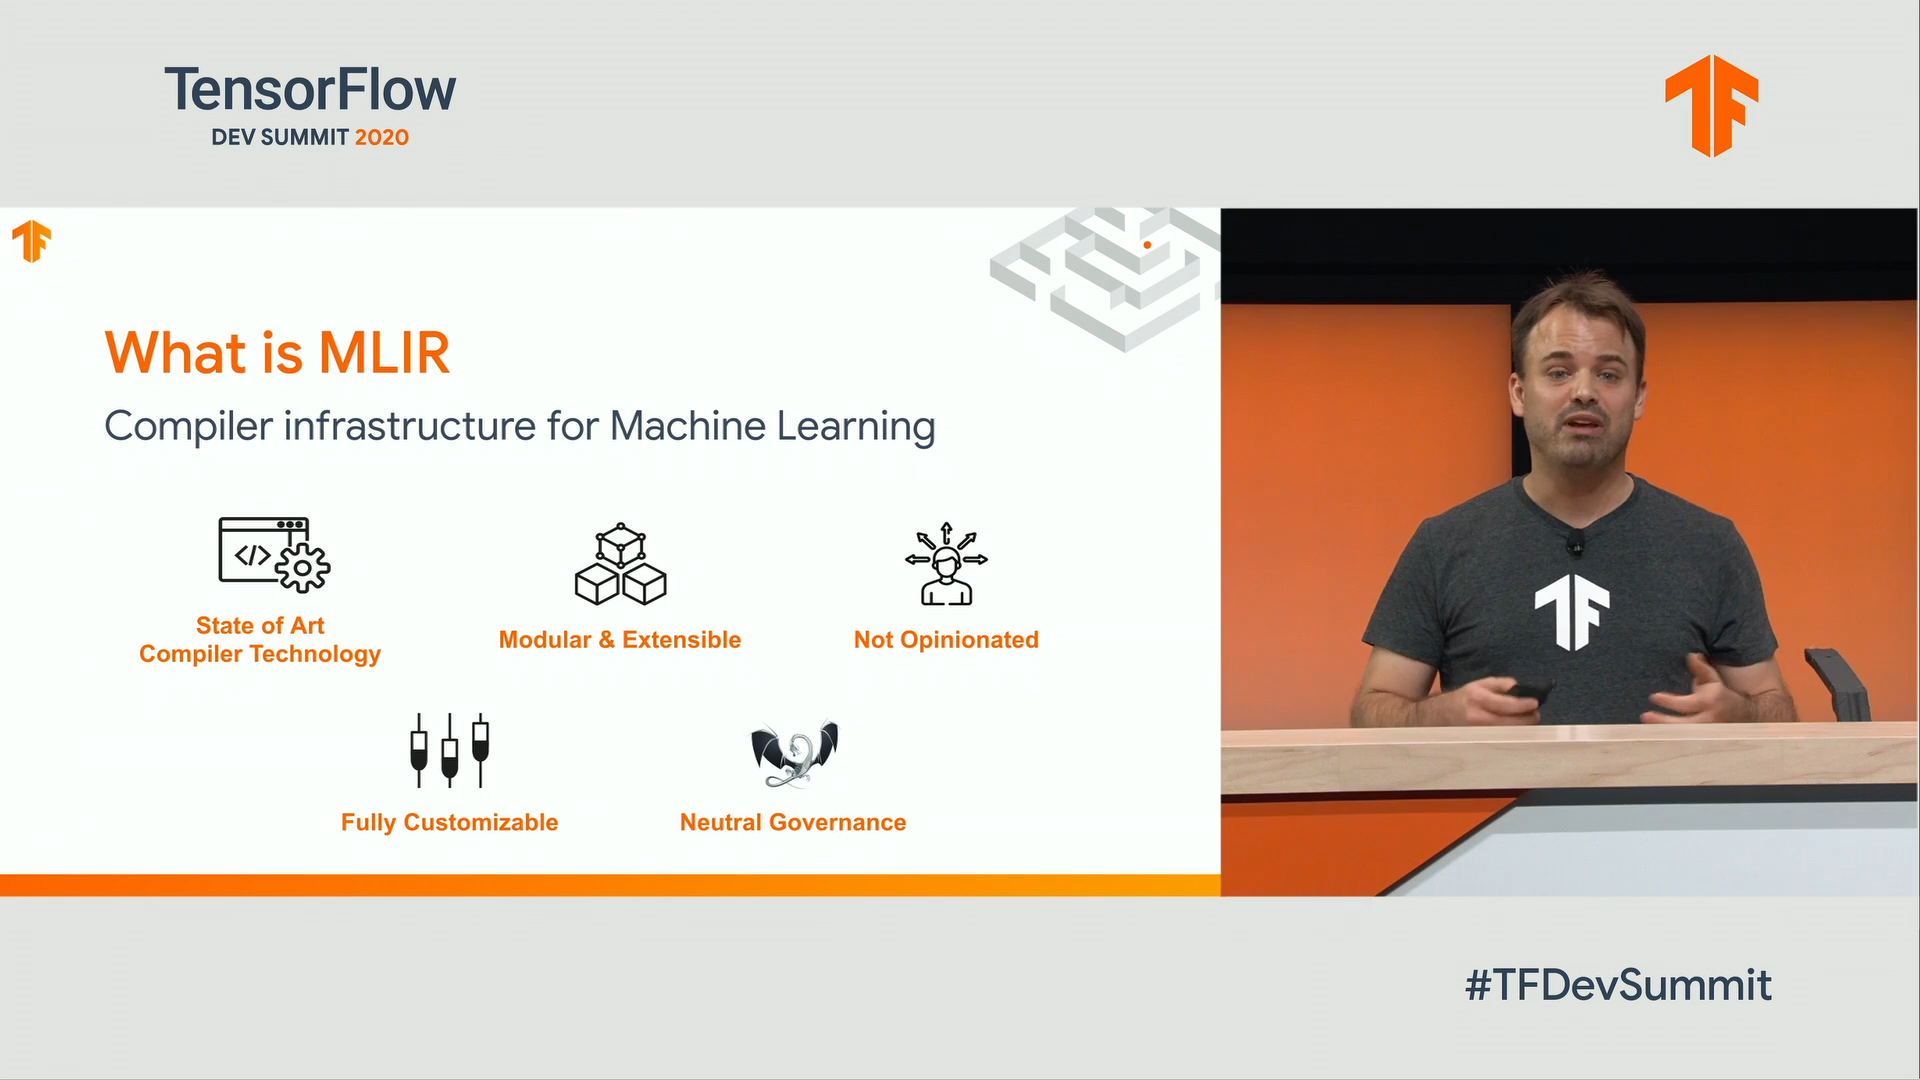 TensorFlow
DEV SUMMIT 2020
What is MLIR
Compiler infrastructure for Machine Learning
</>
State of Art
Compiler Technology
Modular & Extensible
Not Opinionated
Fully Customizable
Neutral Governance
#TFDevSummit